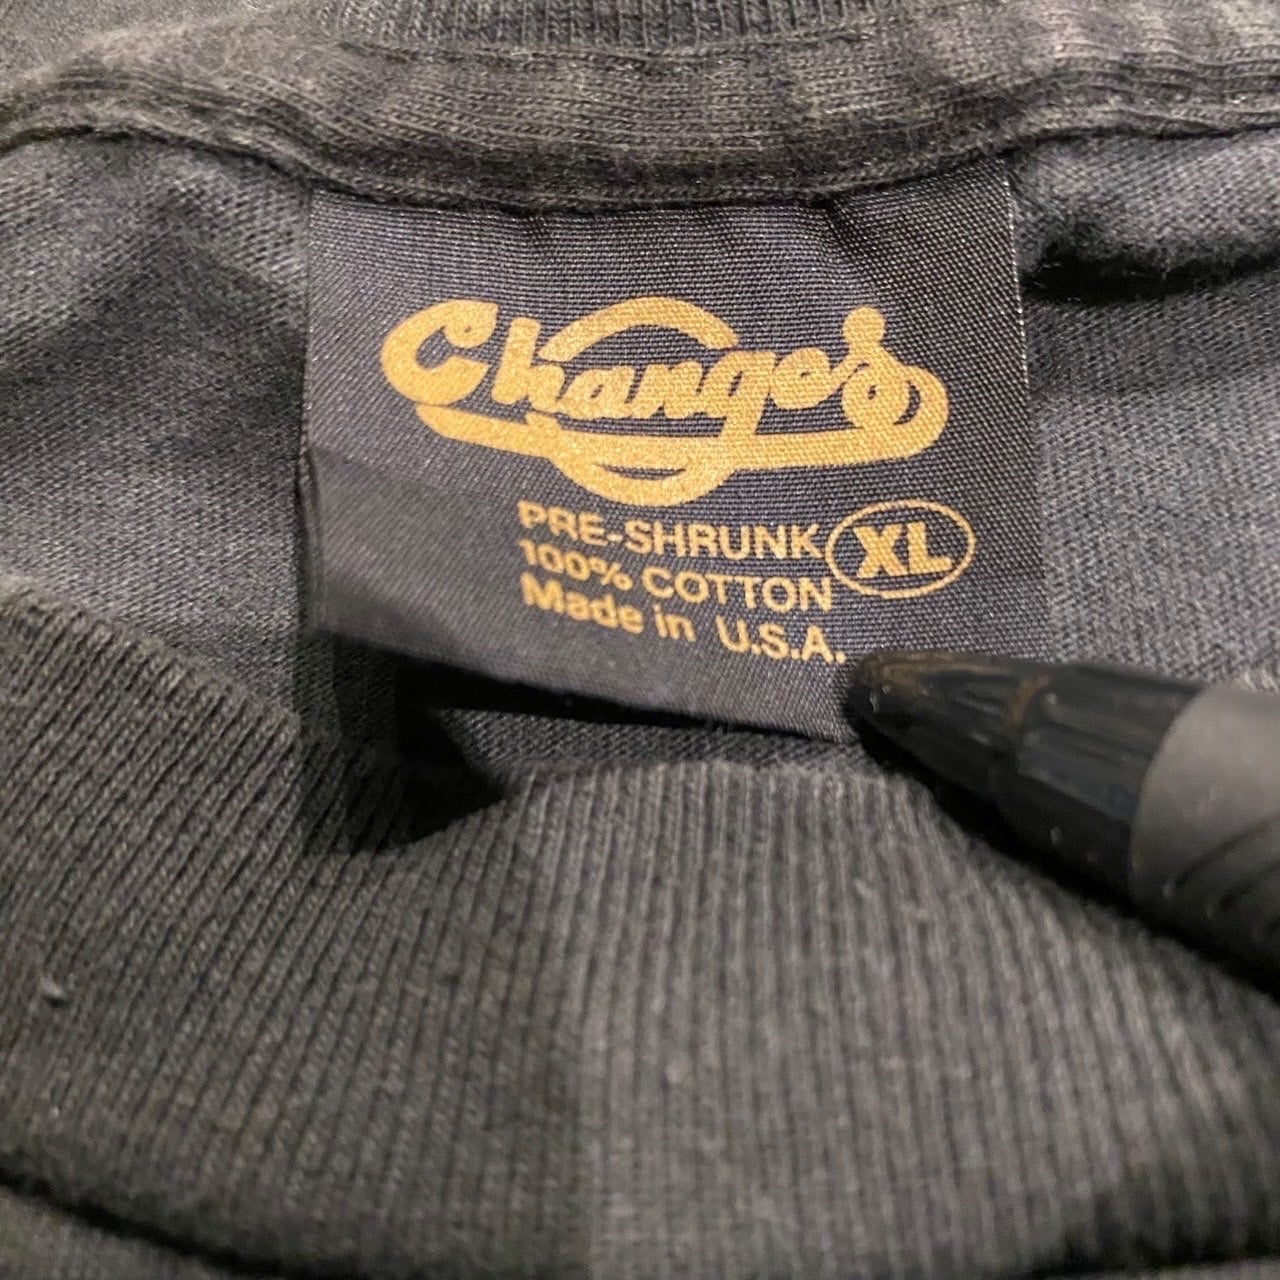 Changes
PRE-SHRUNK
100% COTTON
Made in U.S.A.
XL